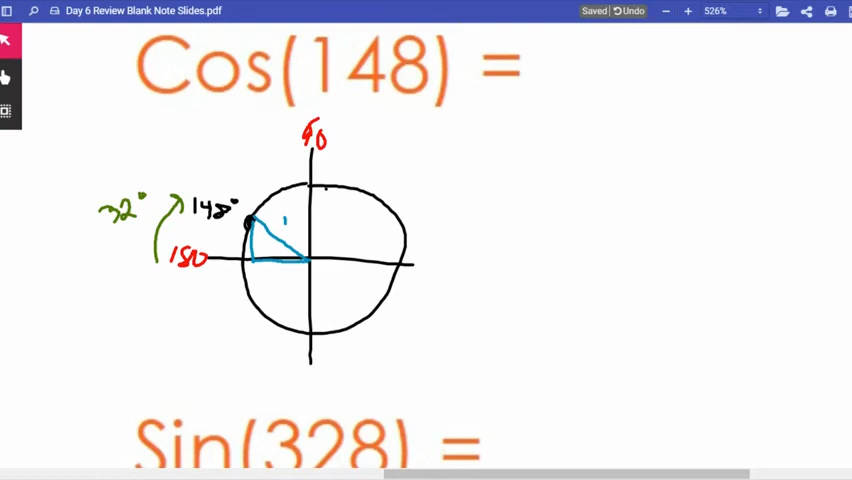 Day 6 Review Blank Note Slides.pdf
Saved Undo
526%
Cos(148) =
90
32°
148°
1
180
Sin(328) =